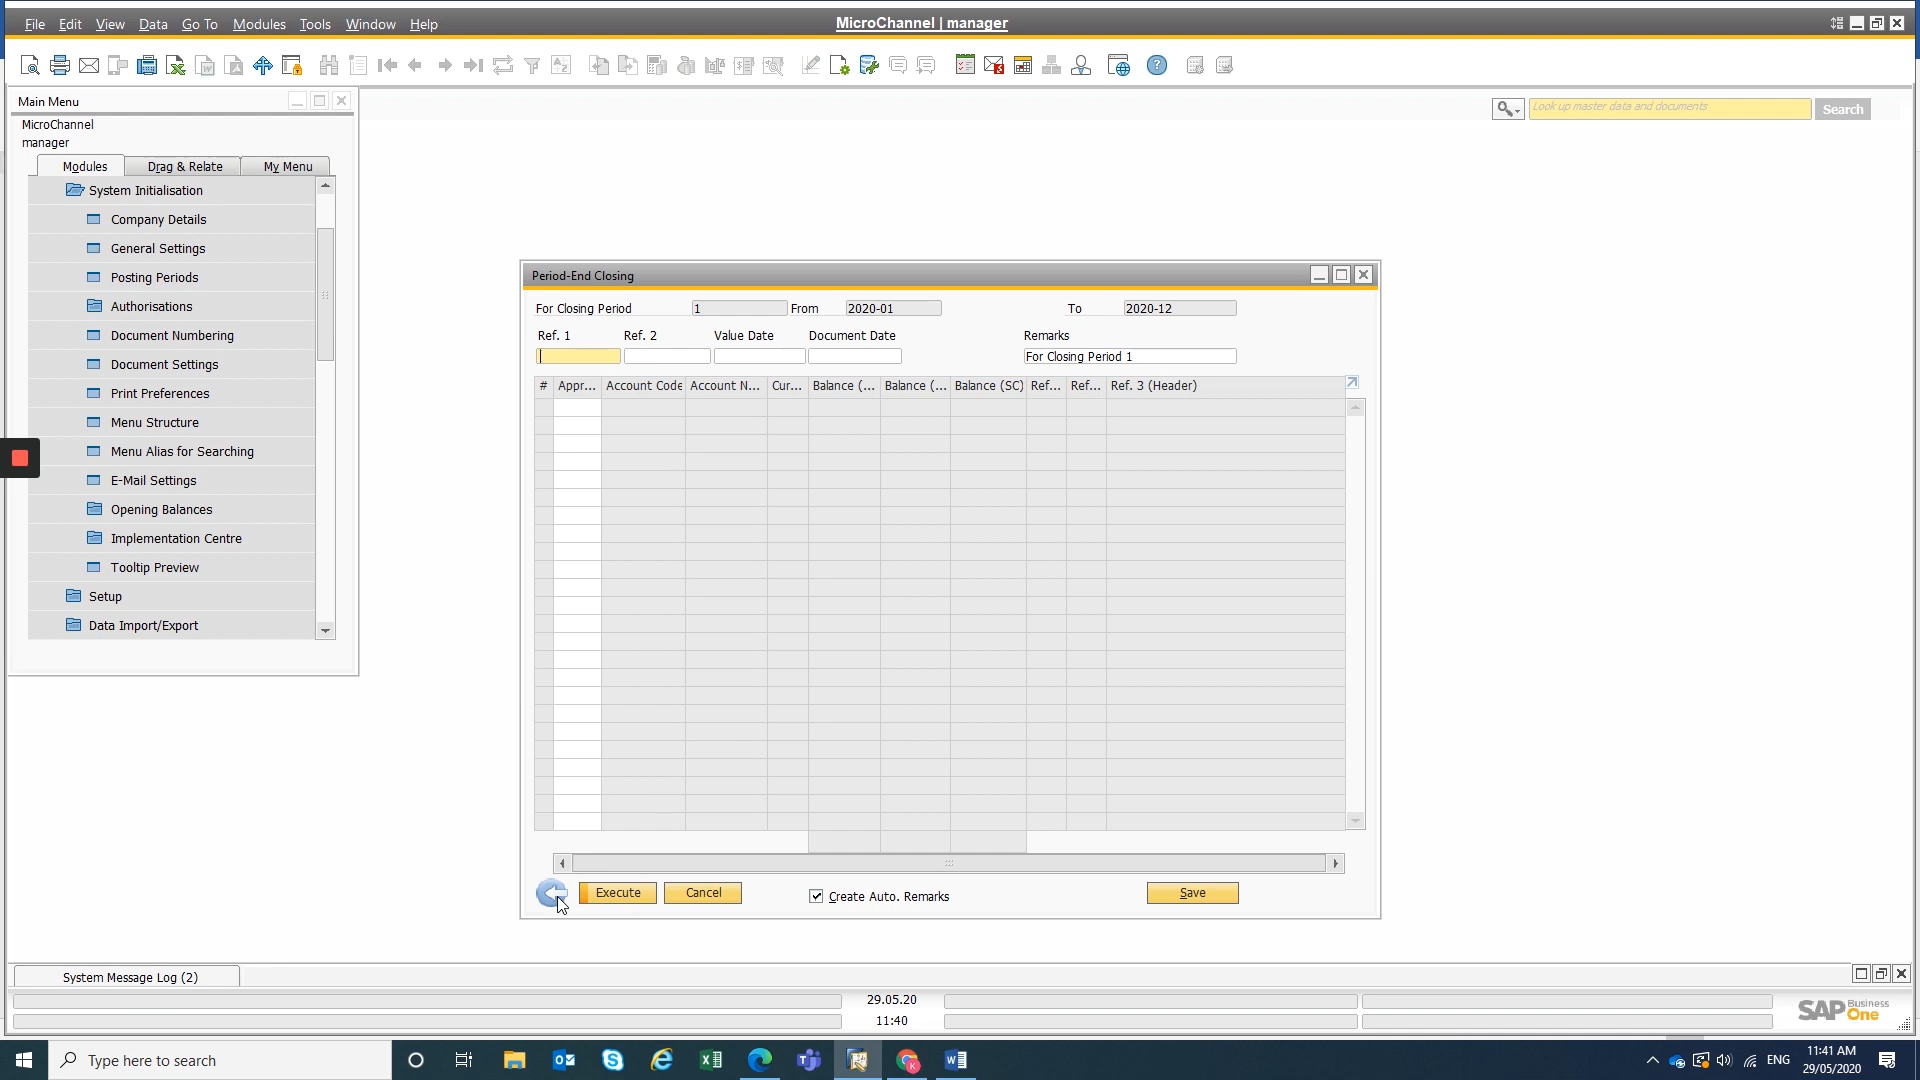 File Edit View Data Go To Modules Tools Window Help
MicroChannel | manager
Main Menu
MicroChannel
manager
Modules Drag & Relate My Menu
System Initialisation
Company Details
General Settings
Posting Periods
Authorisations
Document Numbering
Document Settings
Print Preferences
Menu Structure
Menu Alias for Searching
E-Mail Settings
Opening Balances
Implementation Centre
Tooltip Preview
Setup
Data Import/Export
Look up master data and documents Search
Period-End Closing
For Closing Period 1 From 2020-01 To 2020-12
Ref. 1 Ref. 2 Value Date Document Date Remarks
For Closing Period 1
# Appr... Account Code Account N... Cur... Balance (... Balance (... Balance (SC) Ref... Ref... Ref. 3 (Header)
Execute Cancel Create Auto. Remarks Save
System Message Log (2)
29.05.20
11:40
SAP Business One
Type here to search
ENG
11:41 AM
29/05/2020